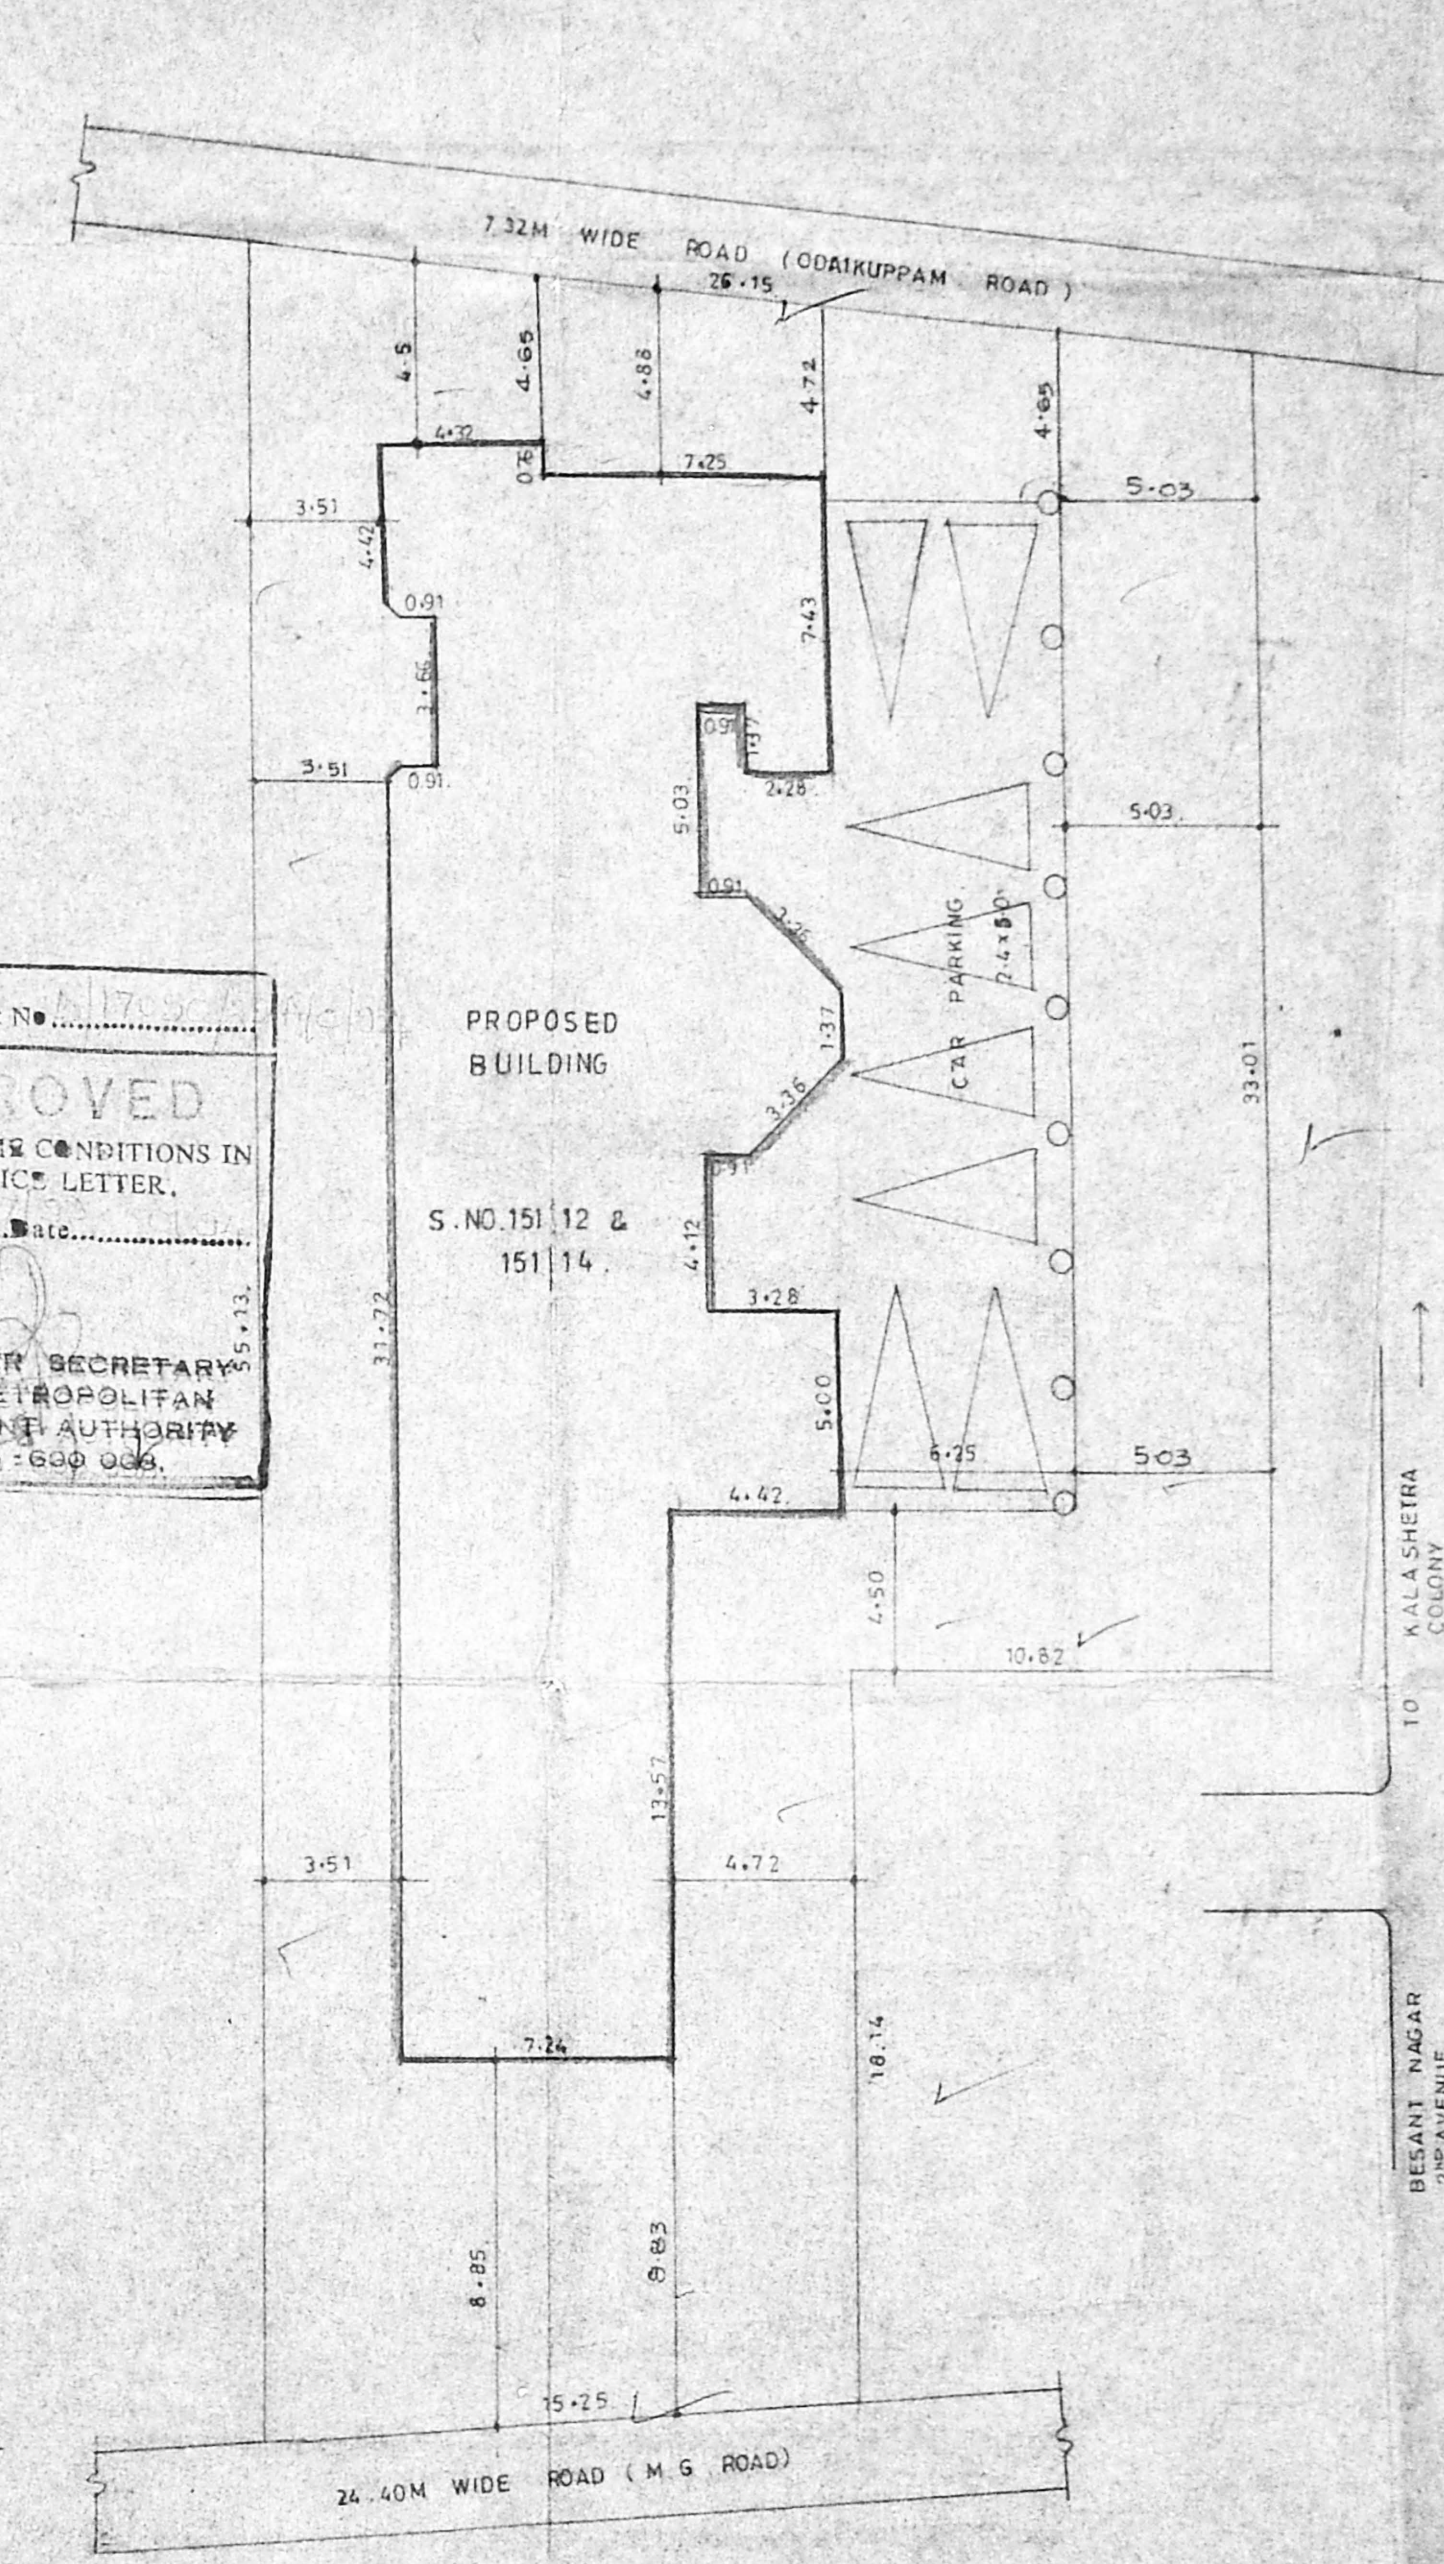 7.32M WIDE ROAD (ODAIKUPPAM ROAD)
26.15
4.5
4.65
4.88
4.72
4.65
4.32
0.76
7.25
5.03
3.51
4.42
0.91
7.43
3.66
0.91
1.37
3.51
0.91.
2.28
5.03
5.03.
0.91
3.36
CAR PARKING.
2.4 x 5.0
No
PROPOSED
BUILDING
1.37
33.01
ROVED
3.36
CONDITIONS IN
LETTER.
0.91
Date
S.NO.151/12 &
151/14.
4.12
3.28
55.13.
31.72
SECRETARY
METROPOLITAN
AUTHORITY
600 008.
5.00
6.25
5.03
4.42.
4.50
10.82
TO KALASHETRA
COLONY
13.57
3.51
4.72
7.24
18.14
BESANT NAGAR
2ND AVENUE
8.85.
8.83
15.25
24.40M WIDE ROAD (M G ROAD)